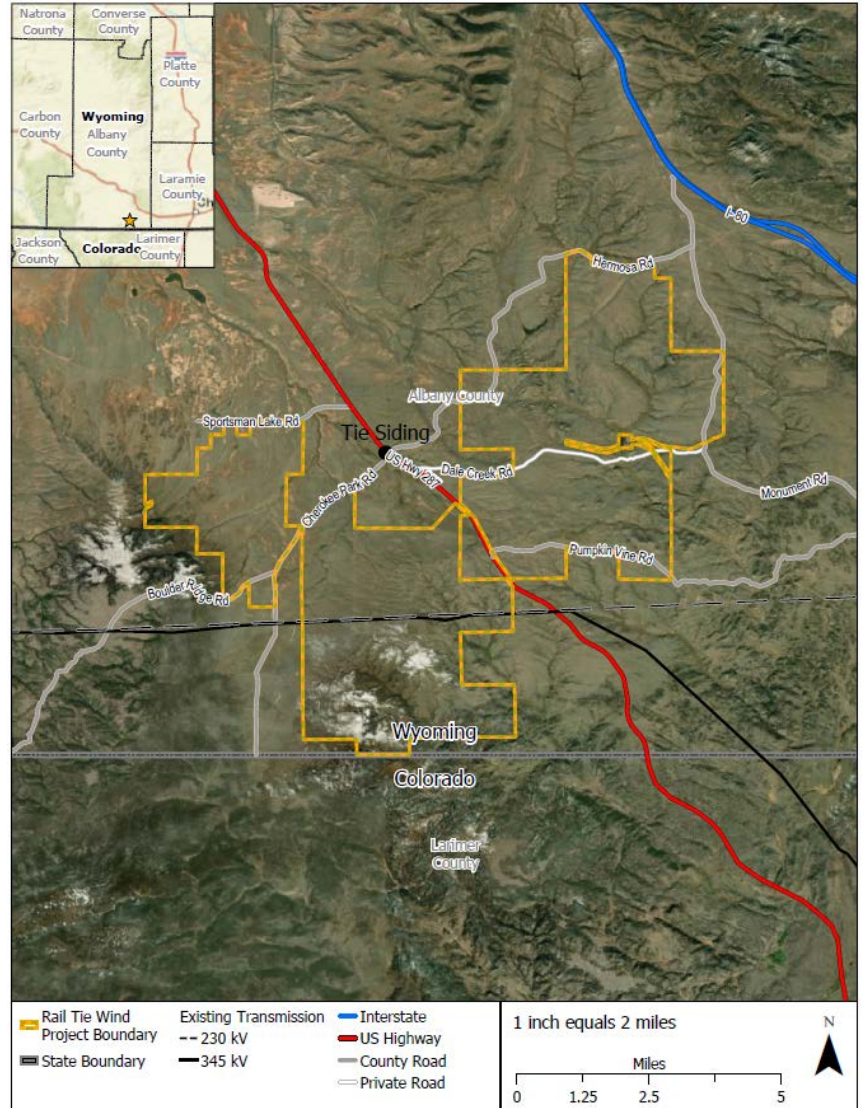 Natrona
County
Converse
County
Platte
County
Carbon
County
Wyoming
Albany
County
Laramie
County
Jackson
County
Colorado
Larimer
County
I-80
Hermosa Rd
Albany County
Sportsman Lake Rd
Tie Siding
US Hwy 287
Dale Creek Rd
Cherokee Park Rd
Monument Rd
Pumpkin Vine Rd
Boulder Ridge Rd
Wyoming
Colorado
Larimer
County
Rail Tie Wind
Project Boundary
State Boundary
Existing Transmission
230 kV
345 kV
Interstate
US Highway
County Road
Private Road
1 inch equals 2 miles
Miles
0 1.25 2.5 5
N